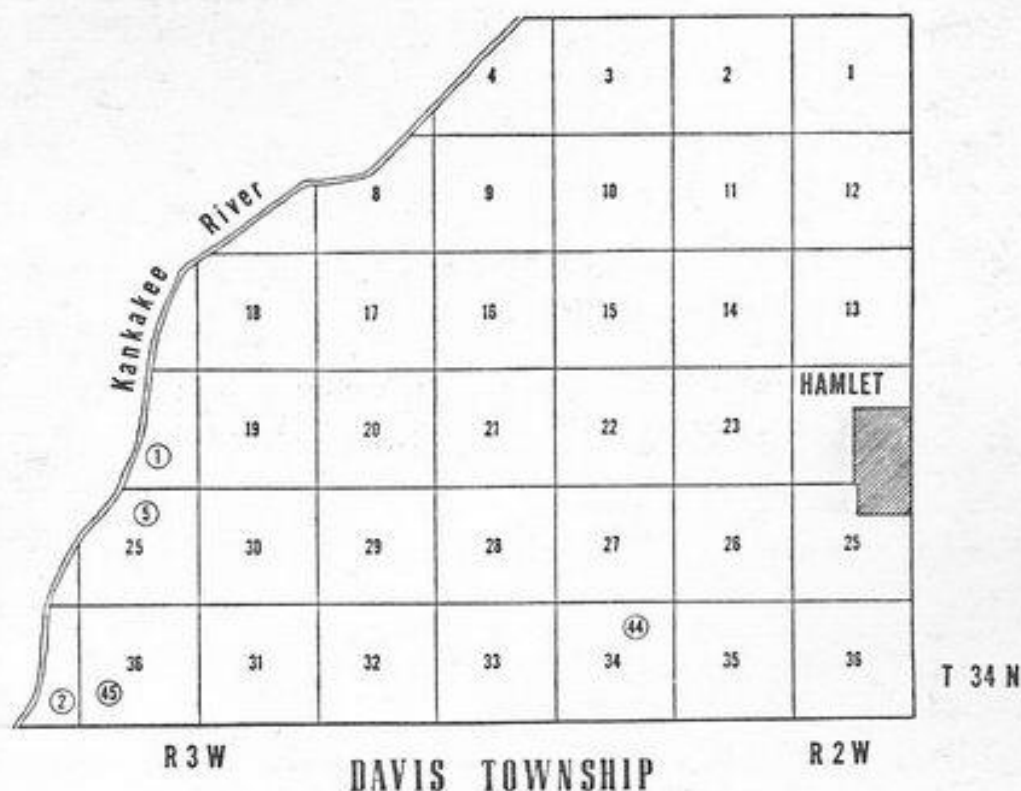 4 3 2 1
River
8 9 10 11 12
Kankakee
18 17 16 15 14 13
HAMLET
19 20 21 22 23
1
5
25 30 29 28 27 26 25
44
36 31 32 33 34 35 36
2 45
T 34 N
R 3 W
R 2 W
DAVIS TOWNSHIP